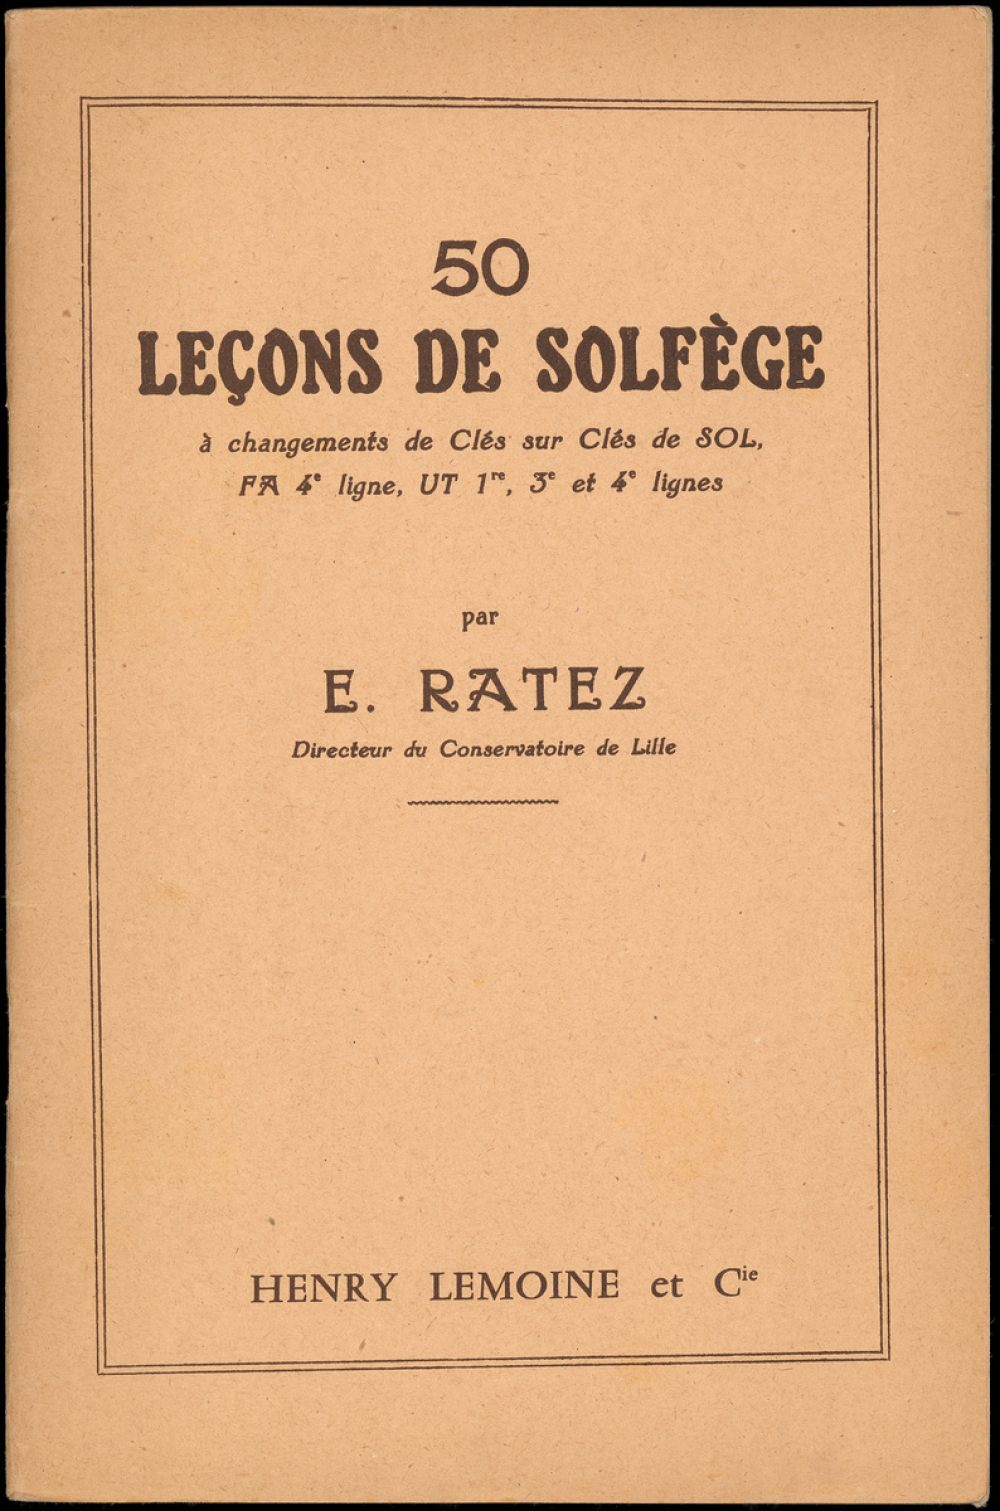 50
LEÇONS DE SOLFÈGE
à changements de Clés sur Clés de SOL,
FA 4ᵉ ligne, UT 1ʳᵉ, 3ᵉ et 4ᵉ lignes
par
E. RATEZ
Directeur du Conservatoire de Lille
HENRY LEMOINE et Cⁱᵉ